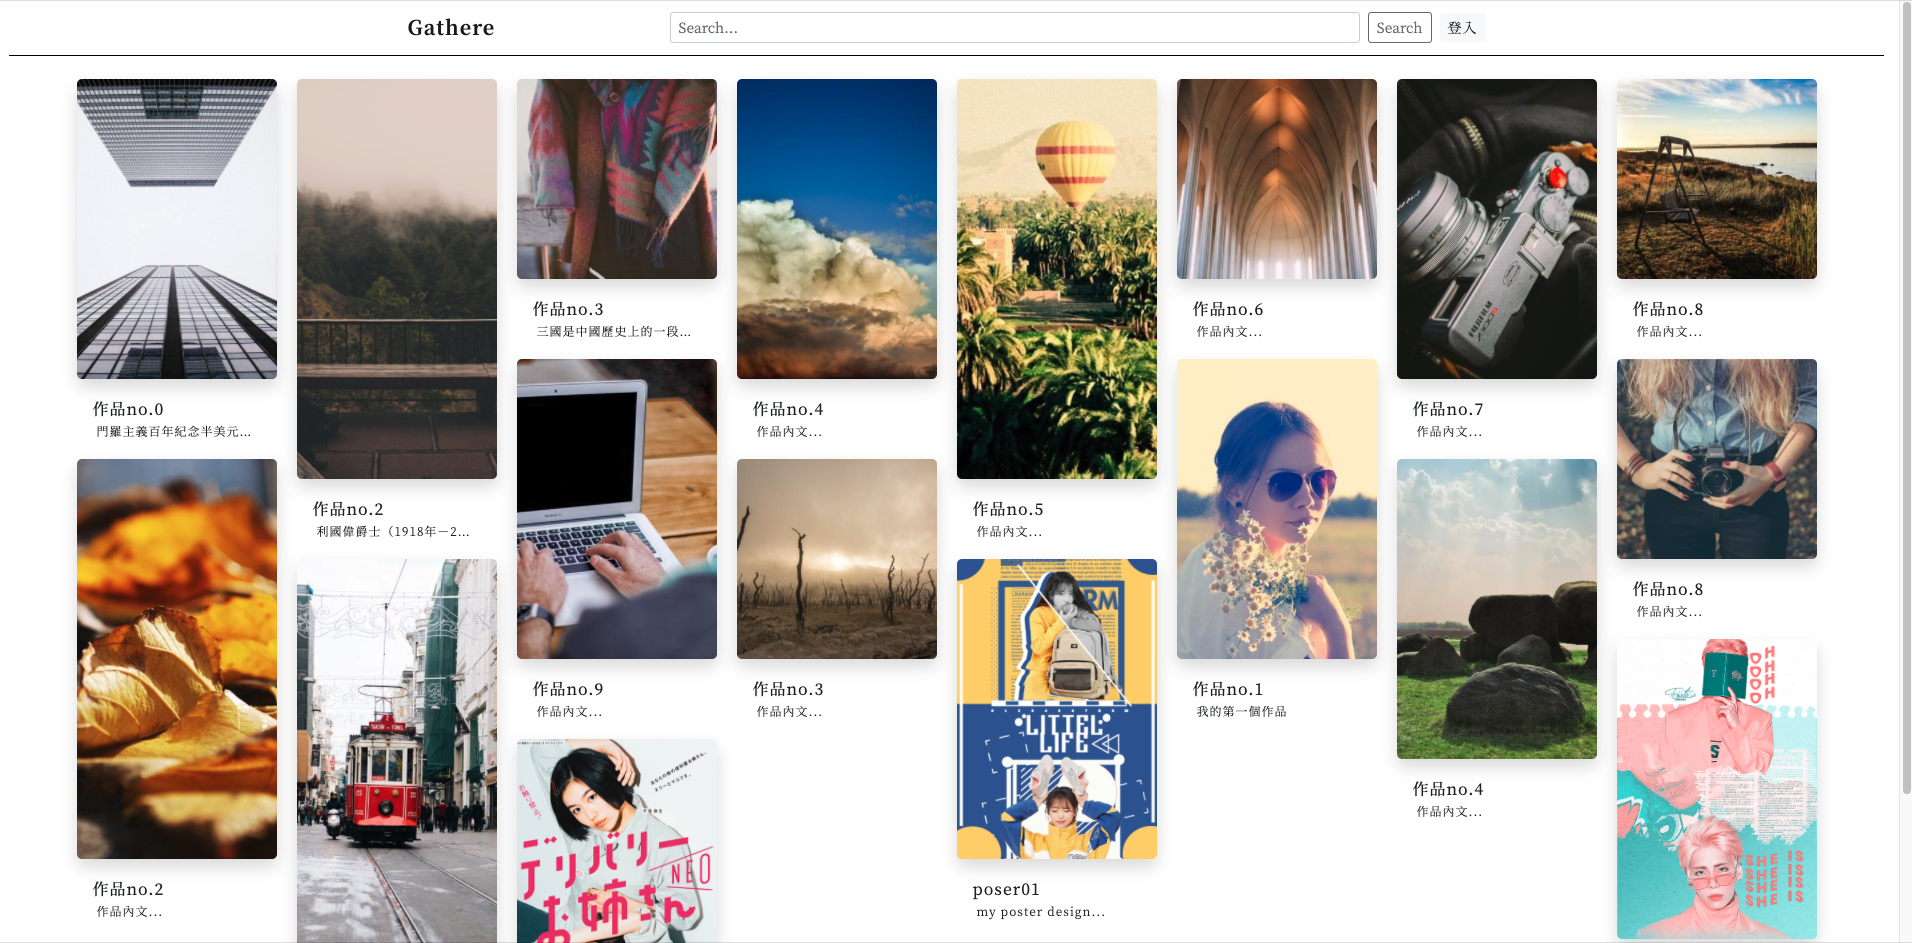 Gathere
Search...
Search
登入
作品no.0
門羅主義百年紀念半美元...
作品no.2
利國偉爵士（1918年－2...
作品no.3
三國是中國歷史上的一段...
作品no.4
作品內文...
作品no.5
作品內文...
作品no.6
作品內文...
作品no.7
作品內文...
作品no.8
作品內文...
作品no.2
作品內文...
作品no.9
作品內文...
作品no.3
作品內文...
RM
LITTEL
LIFE
poser01
my poster design...
作品no.1
我的第一個作品
FUJIFILM
作品no.4
作品內文...
作品no.8
作品內文...
デリバリー
お姉さん
NEO
HHHH
DDDD
SHE IS
SHE IS
SHE IS
SHE IS